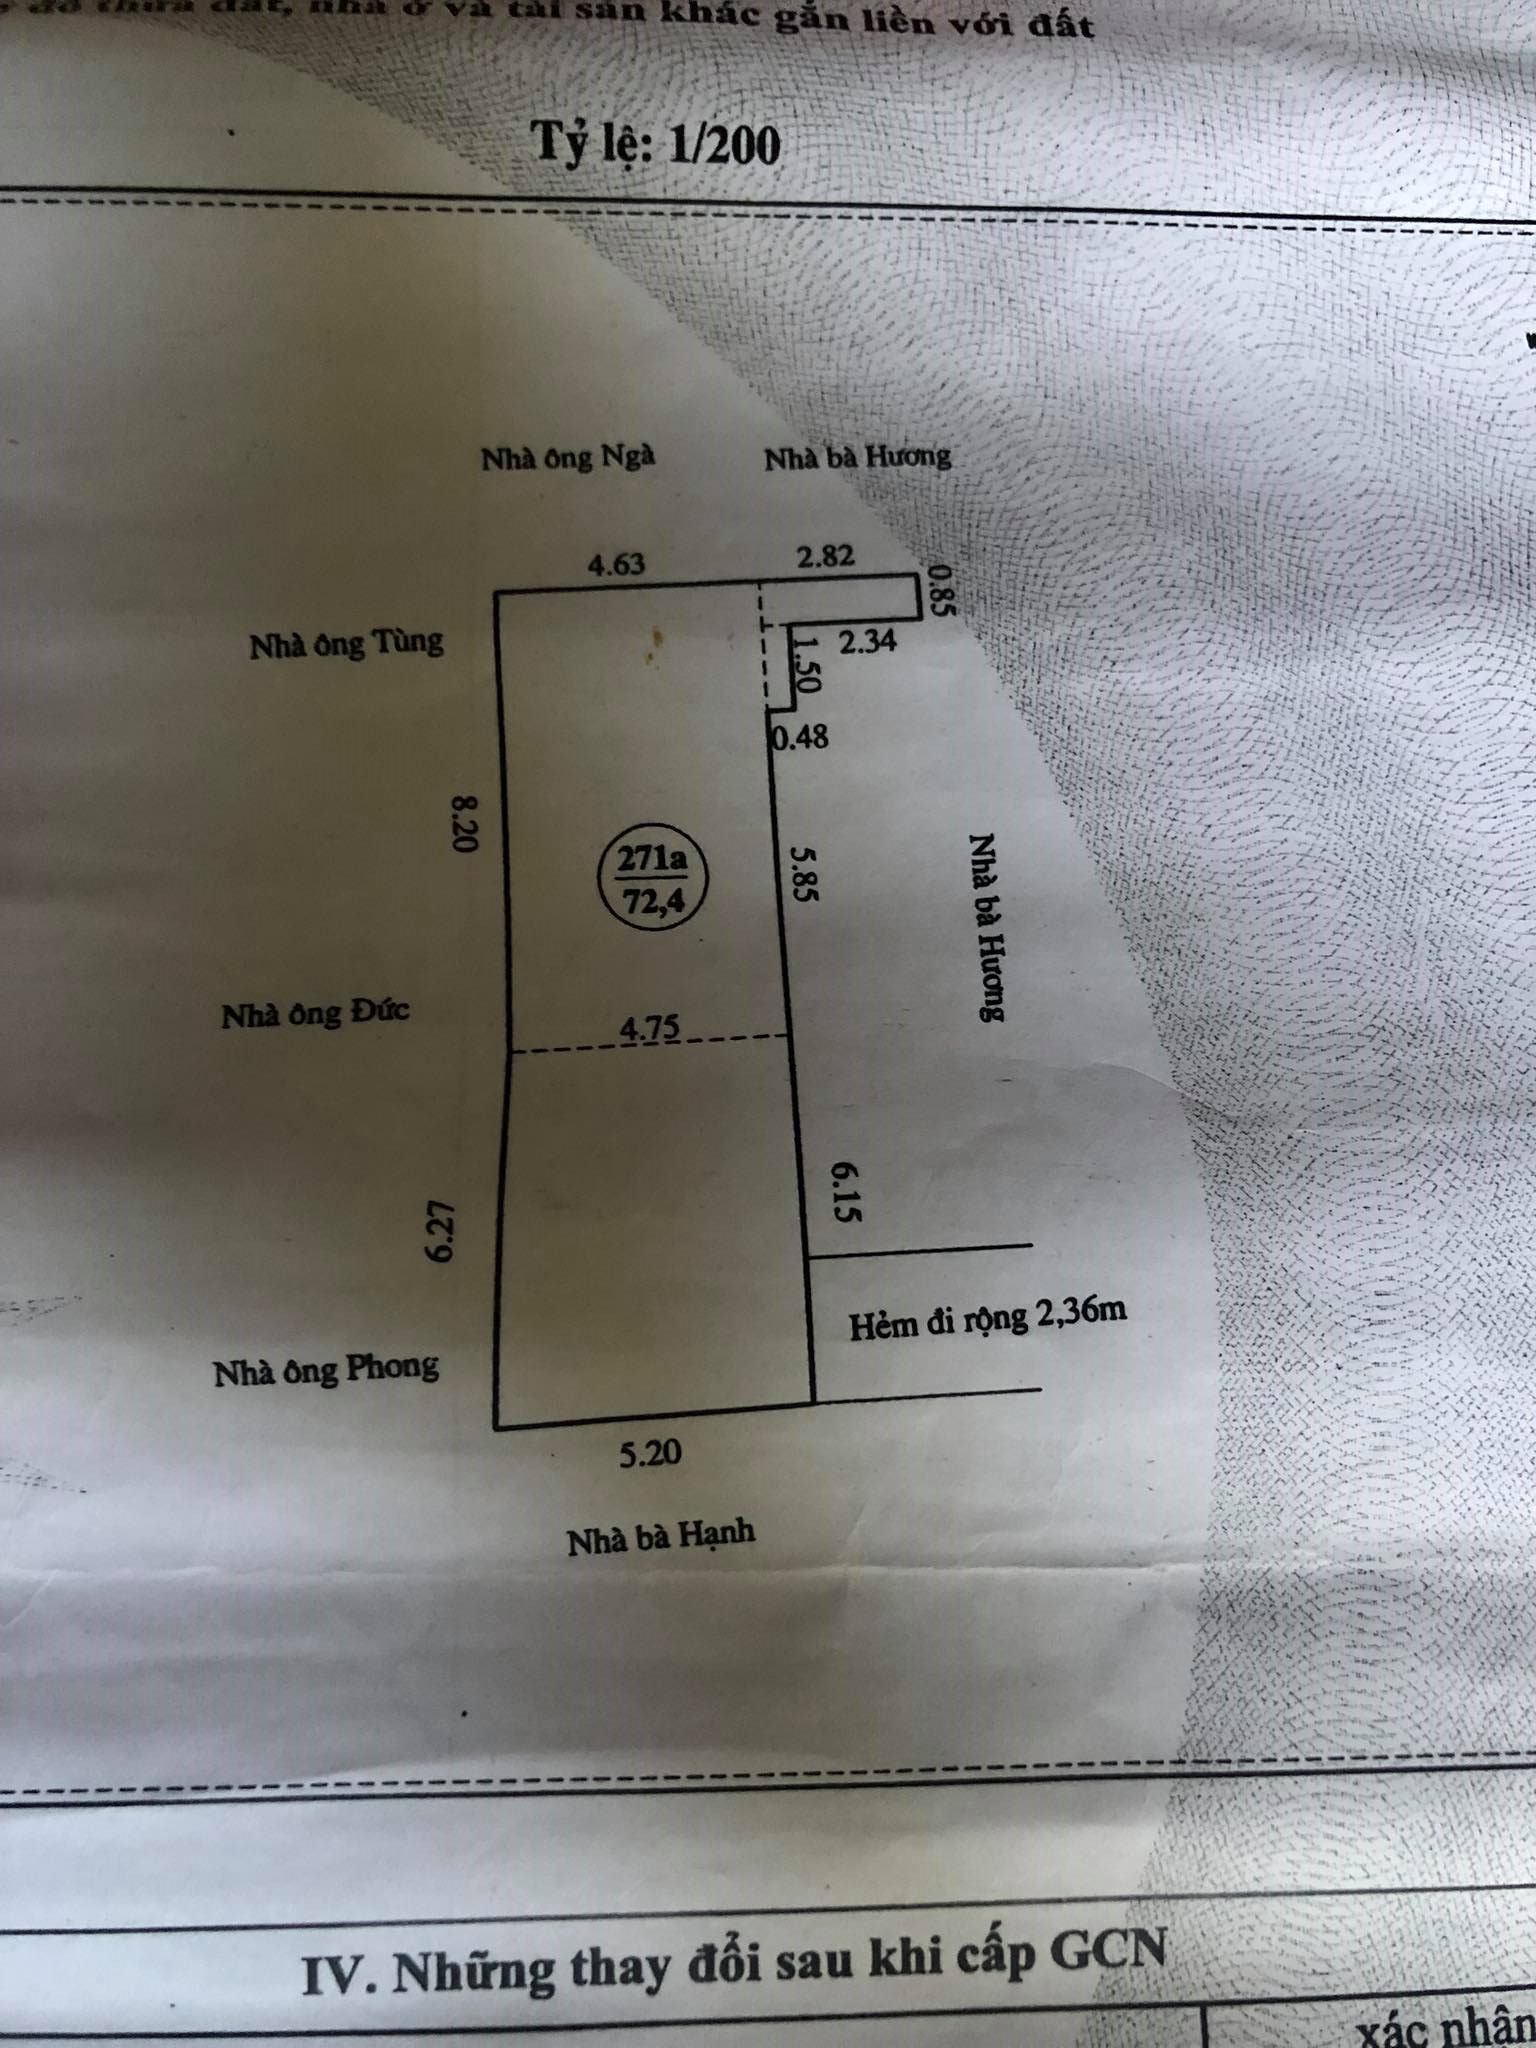 đồ thửa đất, nhà ở và tài sản khác gắn liền với đất
Tỷ lệ: 1/200
Nhà ông Ngà
Nhà bà Hương
4.63
2.82
0.85
Nhà ông Tùng
2.34
1.50
0.48
8.20
271a
72,4
5.85
Nhà bà Hương
Nhà ông Đức
4.75
6.15
6.27
Hẻm đi rộng 2,36m
Nhà ông Phong
5.20
Nhà bà Hạnh
IV. Những thay đổi sau khi cấp GCN
xác nhận